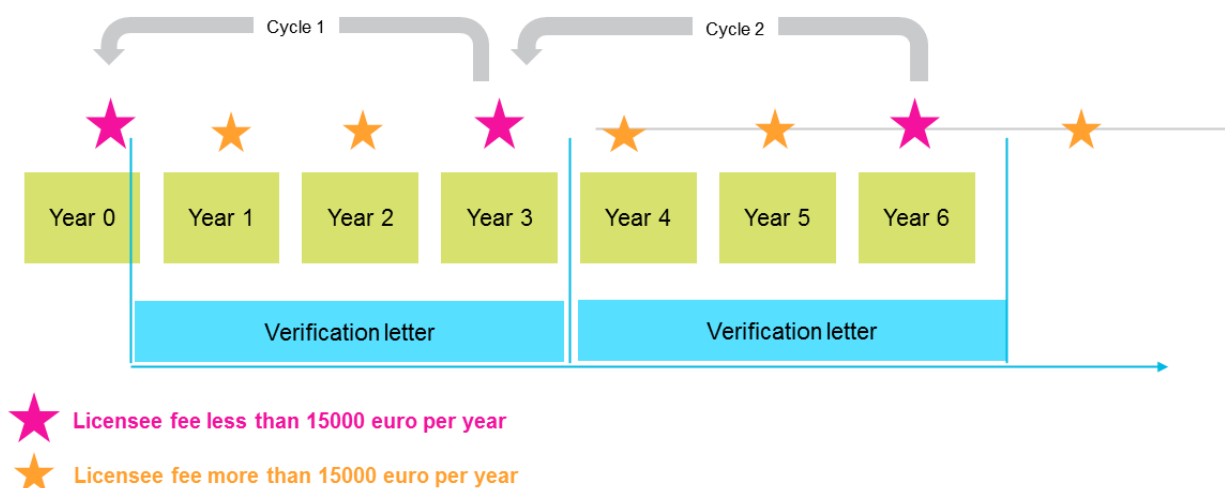 Cycle 1
Cycle 2
Year 0
Year 1
Year 2
Year 3
Year 4
Year 5
Year 6
Verification letter
Verification letter
Licensee fee less than 15000 euro per year
Licensee fee more than 15000 euro per year